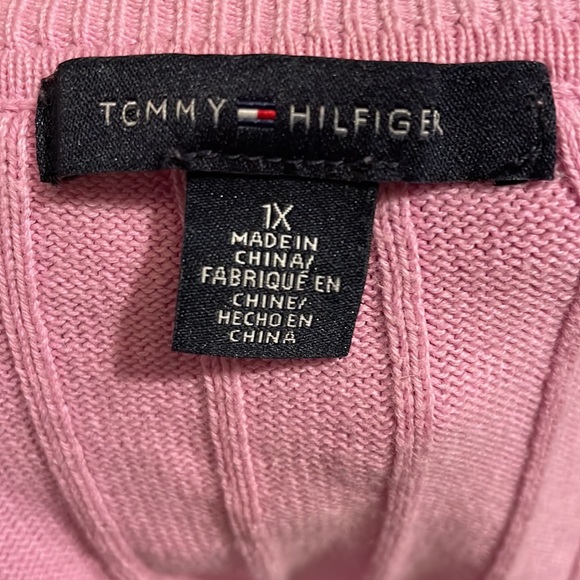 TOMMY HILFIGER
1X
MADE IN
CHINA/
FABRIQUÉ EN
CHINE/
HECHO EN
CHINA